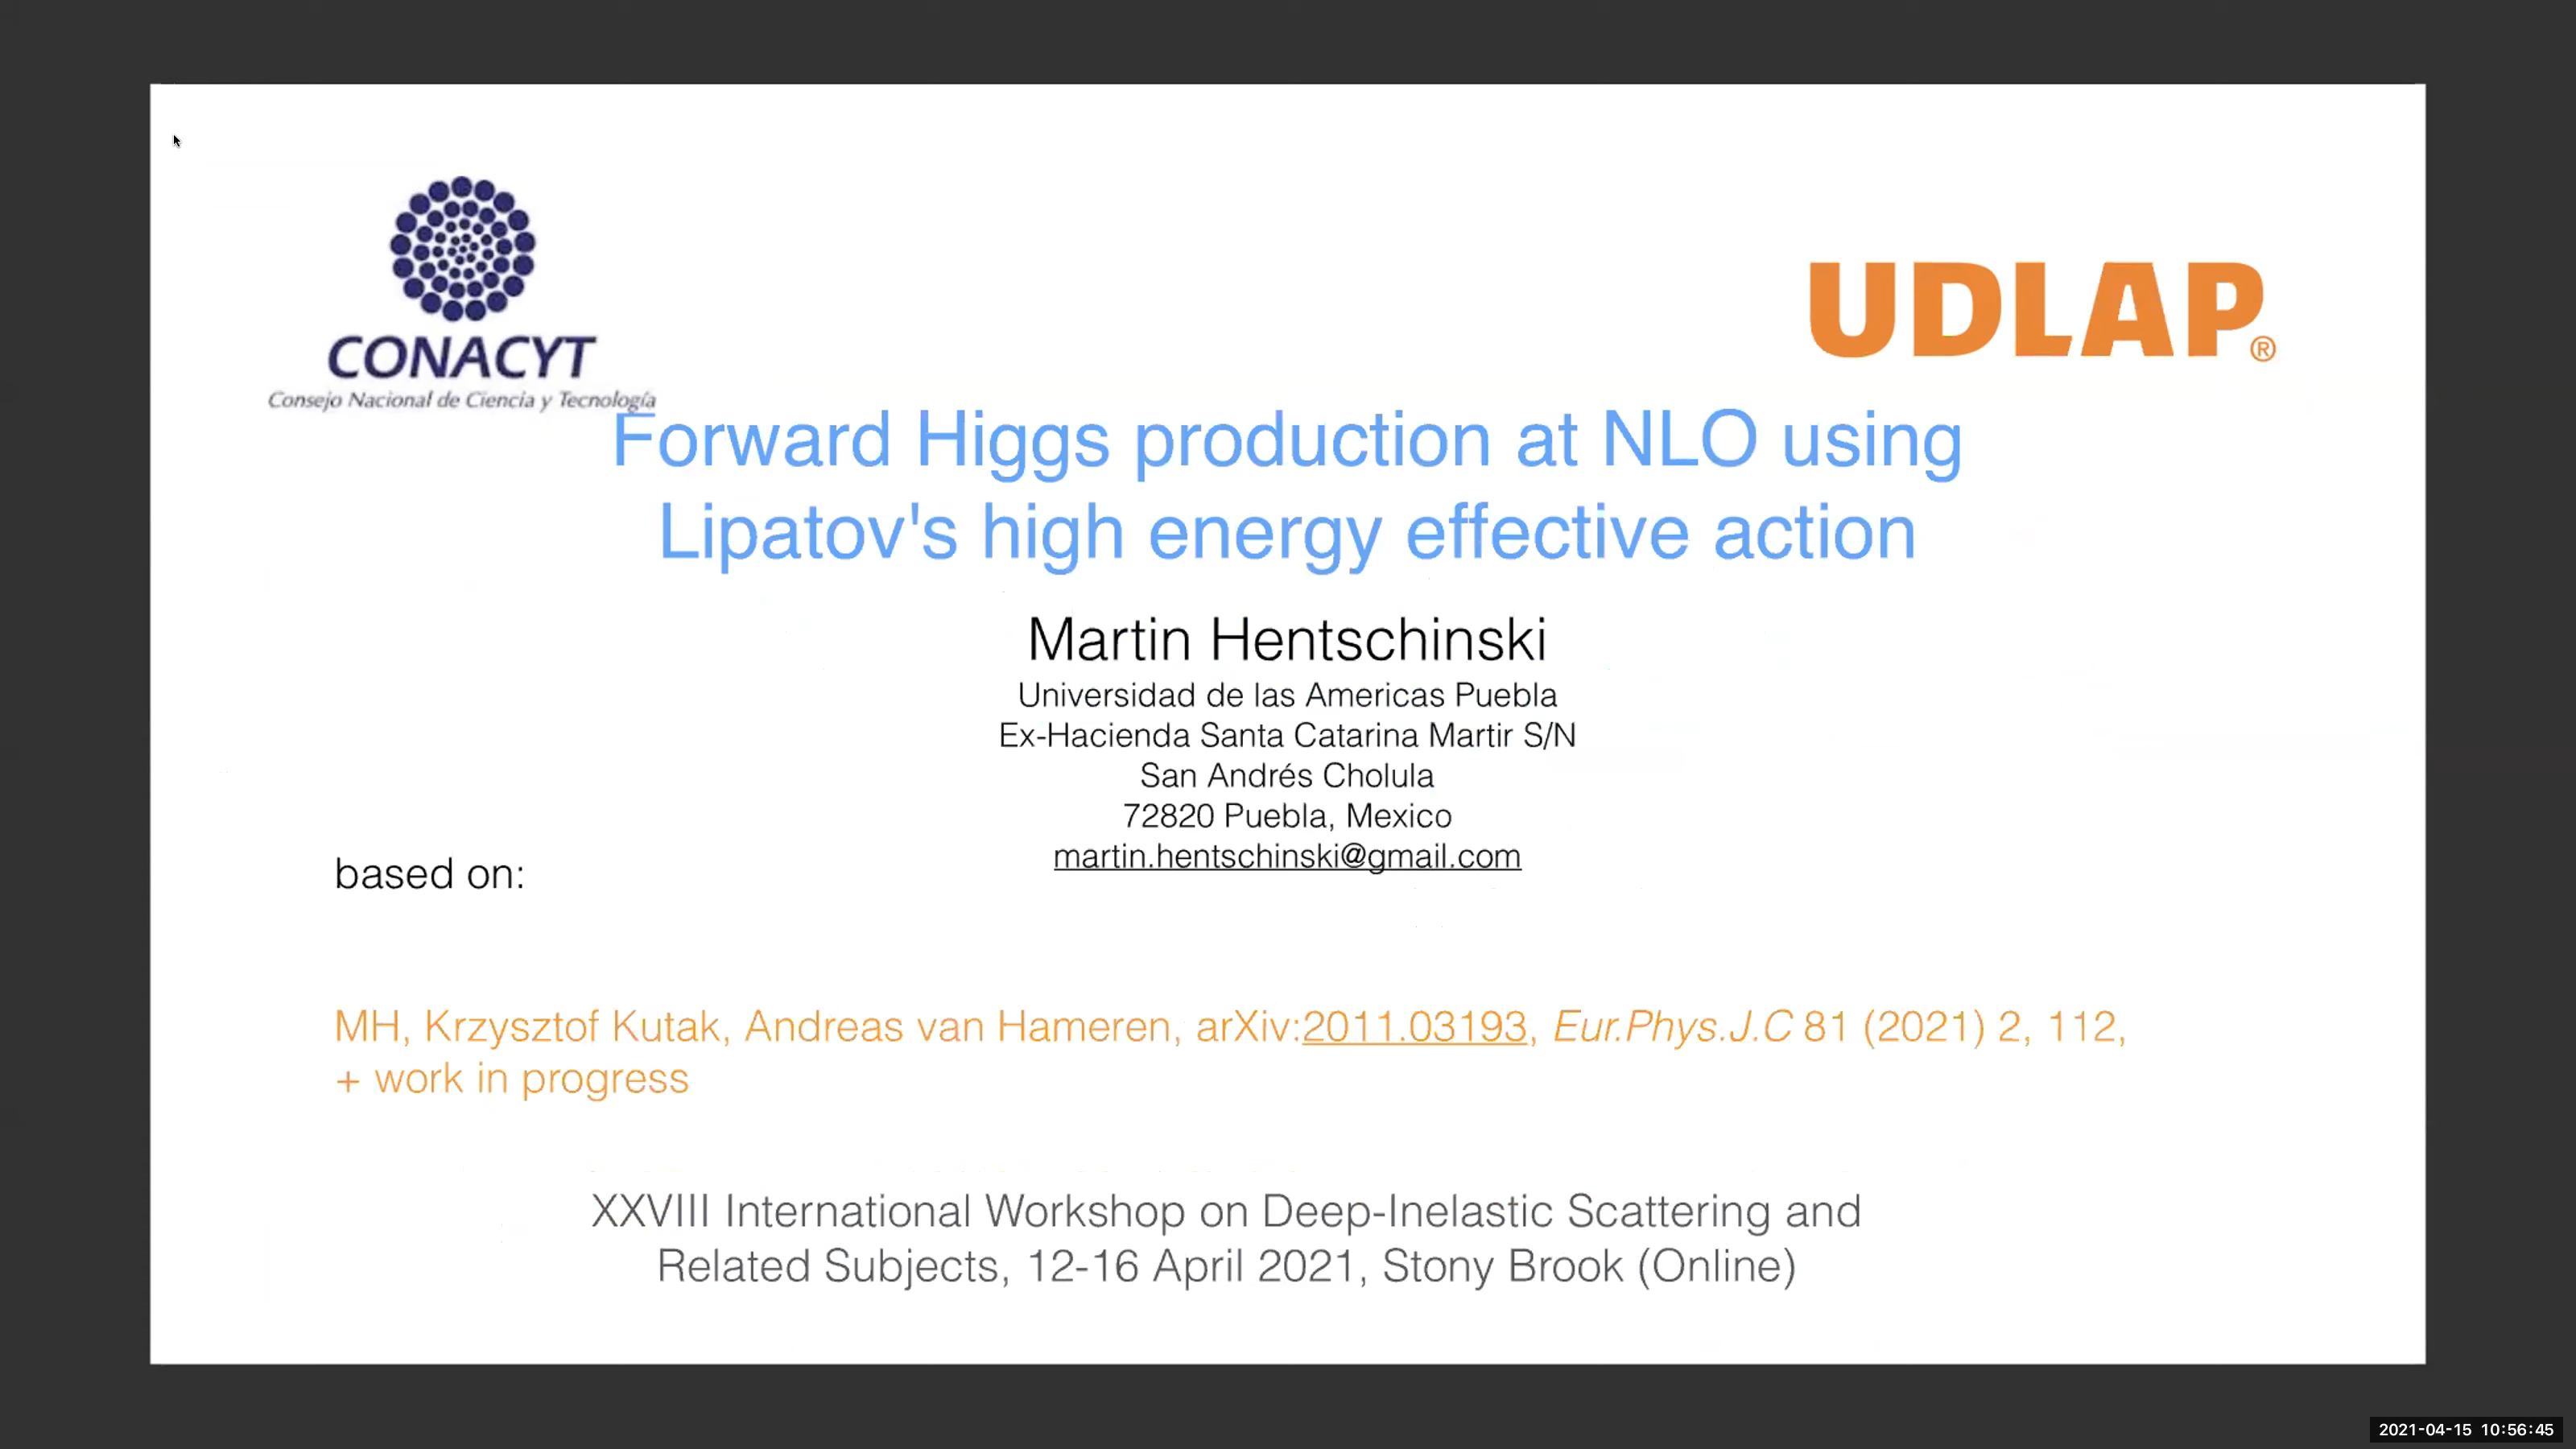 CONACYT
Consejo Nacional de Ciencia y Tecnología
UDLAP®
Forward Higgs production at NLO using
Lipatov's high energy effective action
Martin Hentschinski
Universidad de las Americas Puebla
Ex-Hacienda Santa Catarina Martir S/N
San Andrés Cholula
72820 Puebla, Mexico
martin.hentschinski@gmail.com
based on:
MH, Krzysztof Kutak, Andreas van Hameren, arXiv:2011.03193, Eur.Phys.J.C 81 (2021) 2, 112,
+ work in progress
XXVIII International Workshop on Deep-Inelastic Scattering and
Related Subjects, 12-16 April 2021, Stony Brook (Online)
2021-04-15 10:56:45